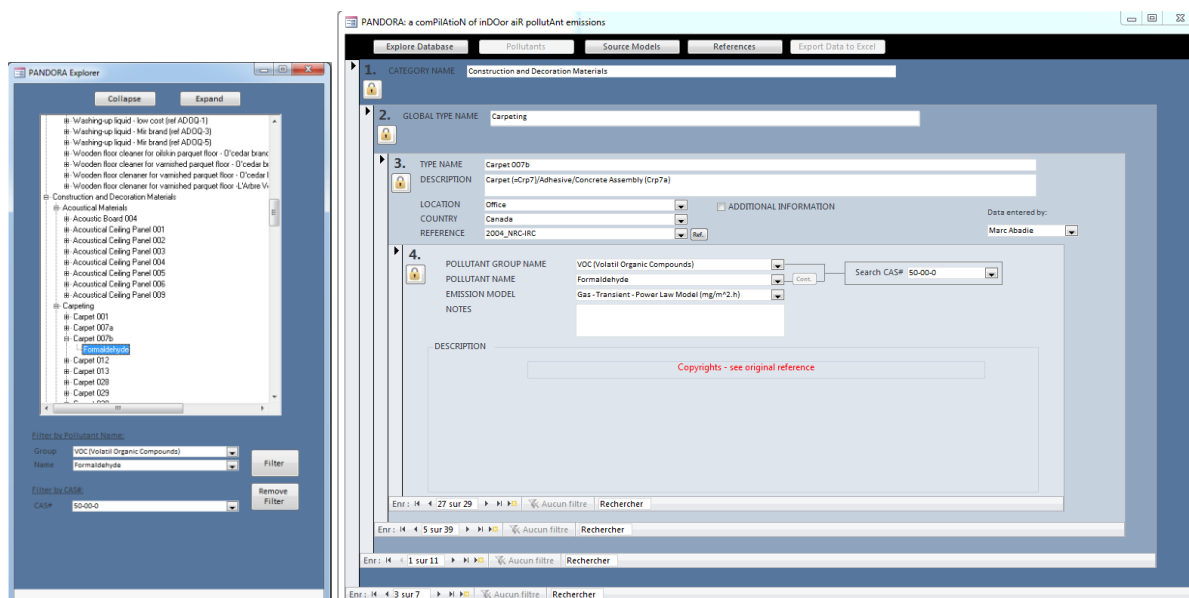 PANDORA Explorer
Collapse Expand
Washing-up liquid - low cost (ref ADOQ-1)
Washing-up liquid - Mir brand (ref ADOQ-3)
Washing-up liquid - Mir brand (ref ADOQ-5)
Wooden floor cleaner for oilskin parquet floor - O'cedar branc
Wooden floor cleaner for varnished parquet floor - O'cedar br
Wooden floor clenaner for varnished parquet floor - O'cedar l
Wooden floor clenaner for varnished parquet floor -L'Arbre V
Construction and Decoration Materials
Acoustical Materials
Acoustic Board 004
Acoustical Ceiling Panel 001
Acoustical Ceiling Panel 002
Acoustical Ceiling Panel 003
Acoustical Ceiling Panel 004
Acoustical Ceiling Panel 005
Acoustical Ceiling Panel 006
Acoustical Ceiling Panel 009
Carpeting
Carpet 001
Carpet 007a
Carpet 007b
Formaldehyde
Carpet 012
Carpet 013
Carpet 028
Carpet 029
Filter by Pollutant Name:
Group VOC (Volatil Organic Compounds)
Name Formaldehyde
Filter
Filter by CAS#:
CAS# 50-00-0
Remove
Filter
PANDORA: a comPilAtioN of inDOor aiR pollutAnt emissions
Explore Database Pollutants Source Models References Export Data to Excel
1. CATEGORY NAME Construction and Decoration Materials
2. GLOBAL TYPE NAME Carpeting
3. TYPE NAME Carpet 007b
DESCRIPTION Carpet (=Crp7)/Adhesive/Concrete Assembly (Crp7a)
LOCATION Office ADDITIONAL INFORMATION
COUNTRY Canada
REFERENCE 2004_NRC-IRC Ref.
Data entered by:
Marc Abadie
4.
POLLUTANT GROUP NAME VOC (Volatil Organic Compounds)
POLLUTANT NAME Formaldehyde Cont.
Search CAS# 50-00-0
EMISSION MODEL Gas - Transient - Power Law Model (mg/m^2.h)
NOTES
DESCRIPTION
Copyrights - see original reference
Enr : 27 sur 29 Aucun filtre Rechercher
Enr : 5 sur 39 Aucun filtre Rechercher
Enr : 1 sur 11 Aucun filtre Rechercher
Enr : 3 sur 7 Aucun filtre Rechercher